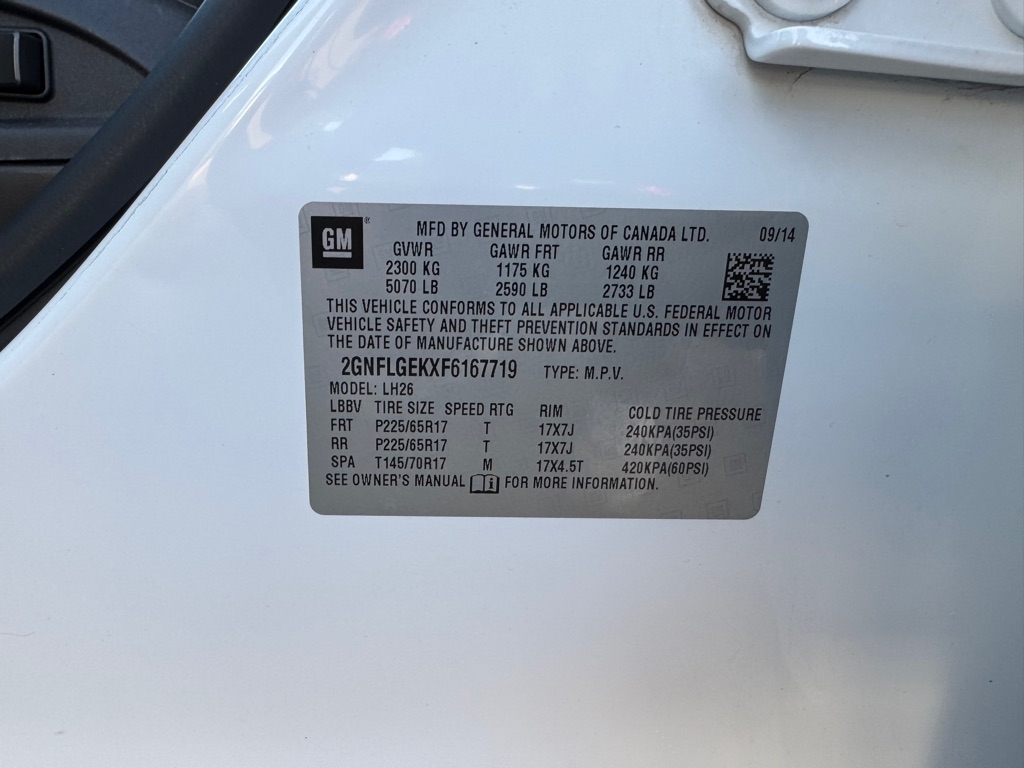 GM ® MFD BY GENERAL MOTORS OF CANADA LTD. 09/14
GVWR GAWR FRT GAWR RR
2300 KG 1175 KG 1240 KG
5070 LB 2590 LB 2733 LB
THIS VEHICLE CONFORMS TO ALL APPLICABLE U.S. FEDERAL MOTOR
VEHICLE SAFETY AND THEFT PREVENTION STANDARDS IN EFFECT ON
THE DATE OF MANUFACTURE SHOWN ABOVE.
2GNFLGEKXF6167719 TYPE: M.P.V.
MODEL: LH26
LBBV TIRE SIZE SPEED RTG RIM COLD TIRE PRESSURE
FRT P225/65R17 T 17X7J 240KPA(35PSI)
RR P225/65R17 T 17X7J 240KPA(35PSI)
SPA T145/70R17 M 17X4.5T 420KPA(60PSI)
SEE OWNER'S MANUAL FOR MORE INFORMATION.